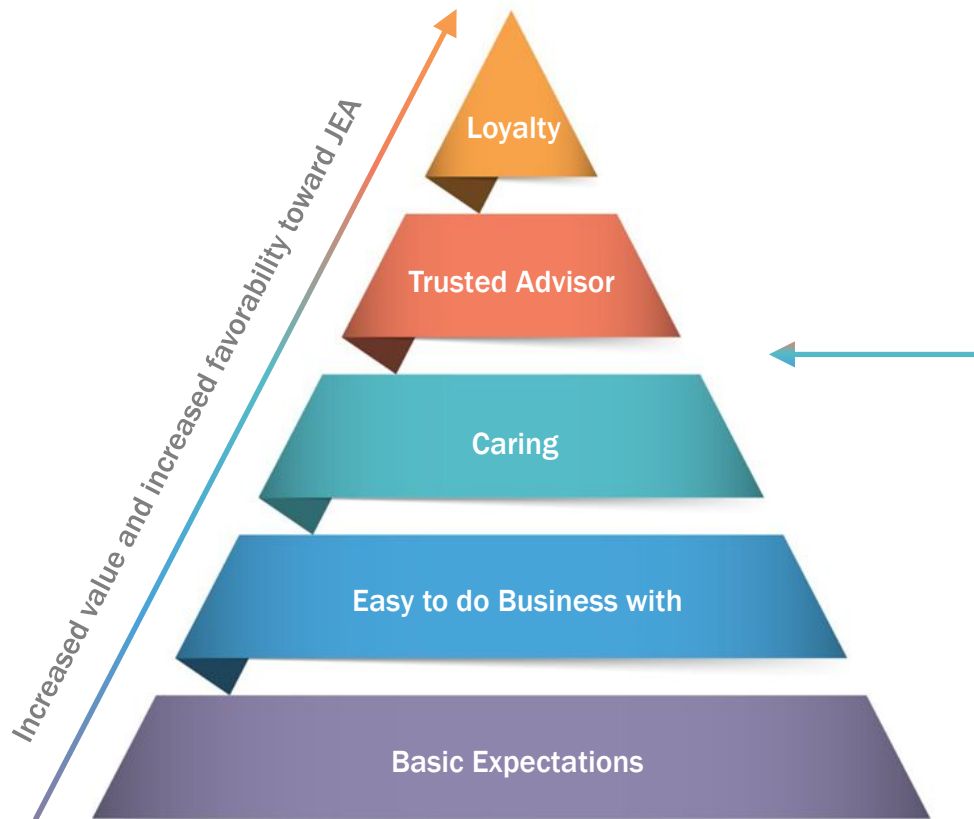 Increased value and increased favorability toward JEA
Loyalty
Trusted Advisor
Caring
Easy to do Business with
Basic Expectations